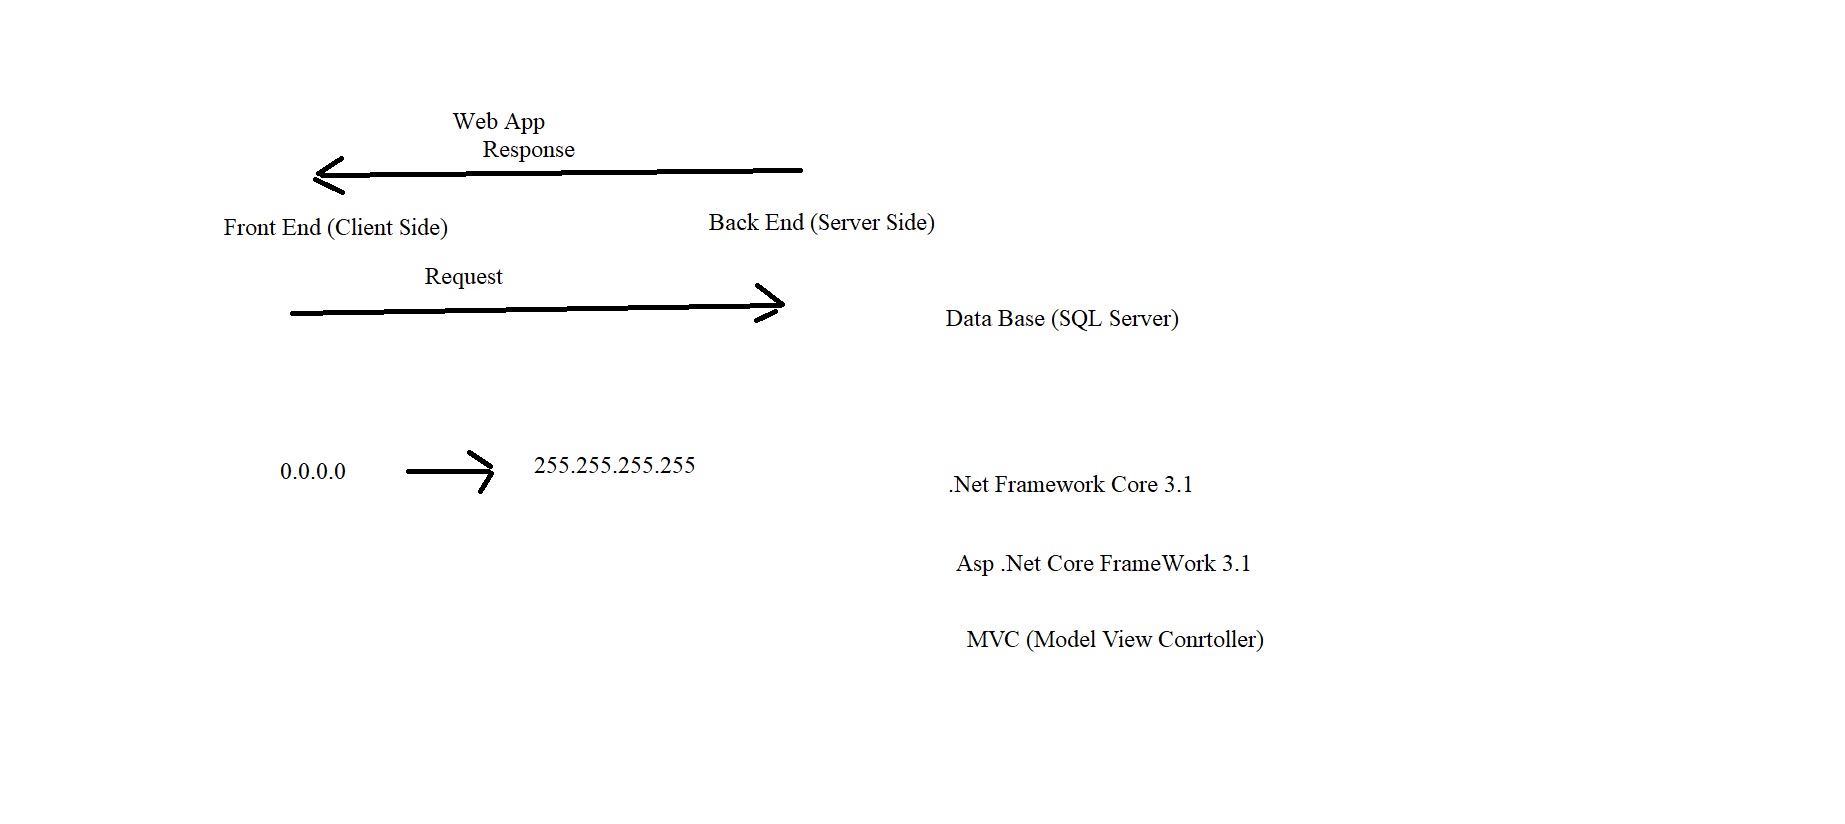 Web App
Response
Front End (Client Side)
Back End (Server Side)
Request
Data Base (SQL Server)
0.0.0.0
255.255.255.255
.Net Framework Core 3.1
Asp .Net Core FrameWork 3.1
MVC (Model View Conrtoller)